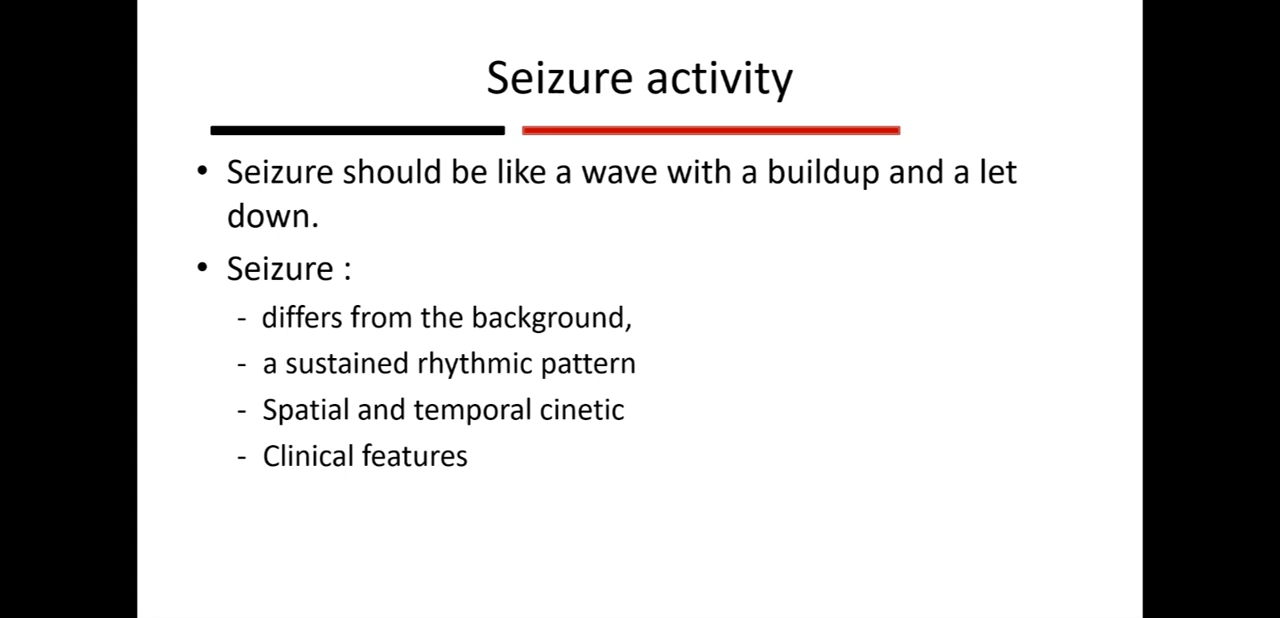 Seizure activity
• Seizure should be like a wave with a buildup and a let
down.
• Seizure :
- differs from the background,
- a sustained rhythmic pattern
- Spatial and temporal cinetic
- Clinical features